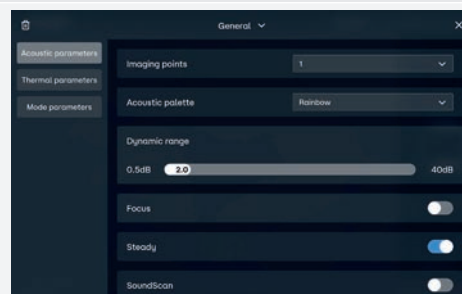 General
Acoustic parameters
Thermal parameters
Mode parameters
Imaging points 1
Acoustic palette Rainbow
Dynamic range
0.5dB 2.0 40dB
Focus
Steady
SoundScan